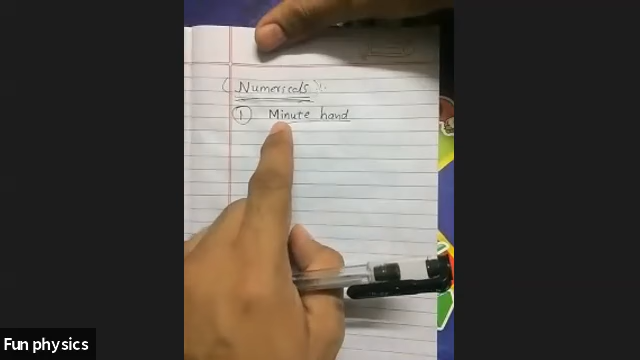 (Numericals):-
① Minute hand
Fun physics